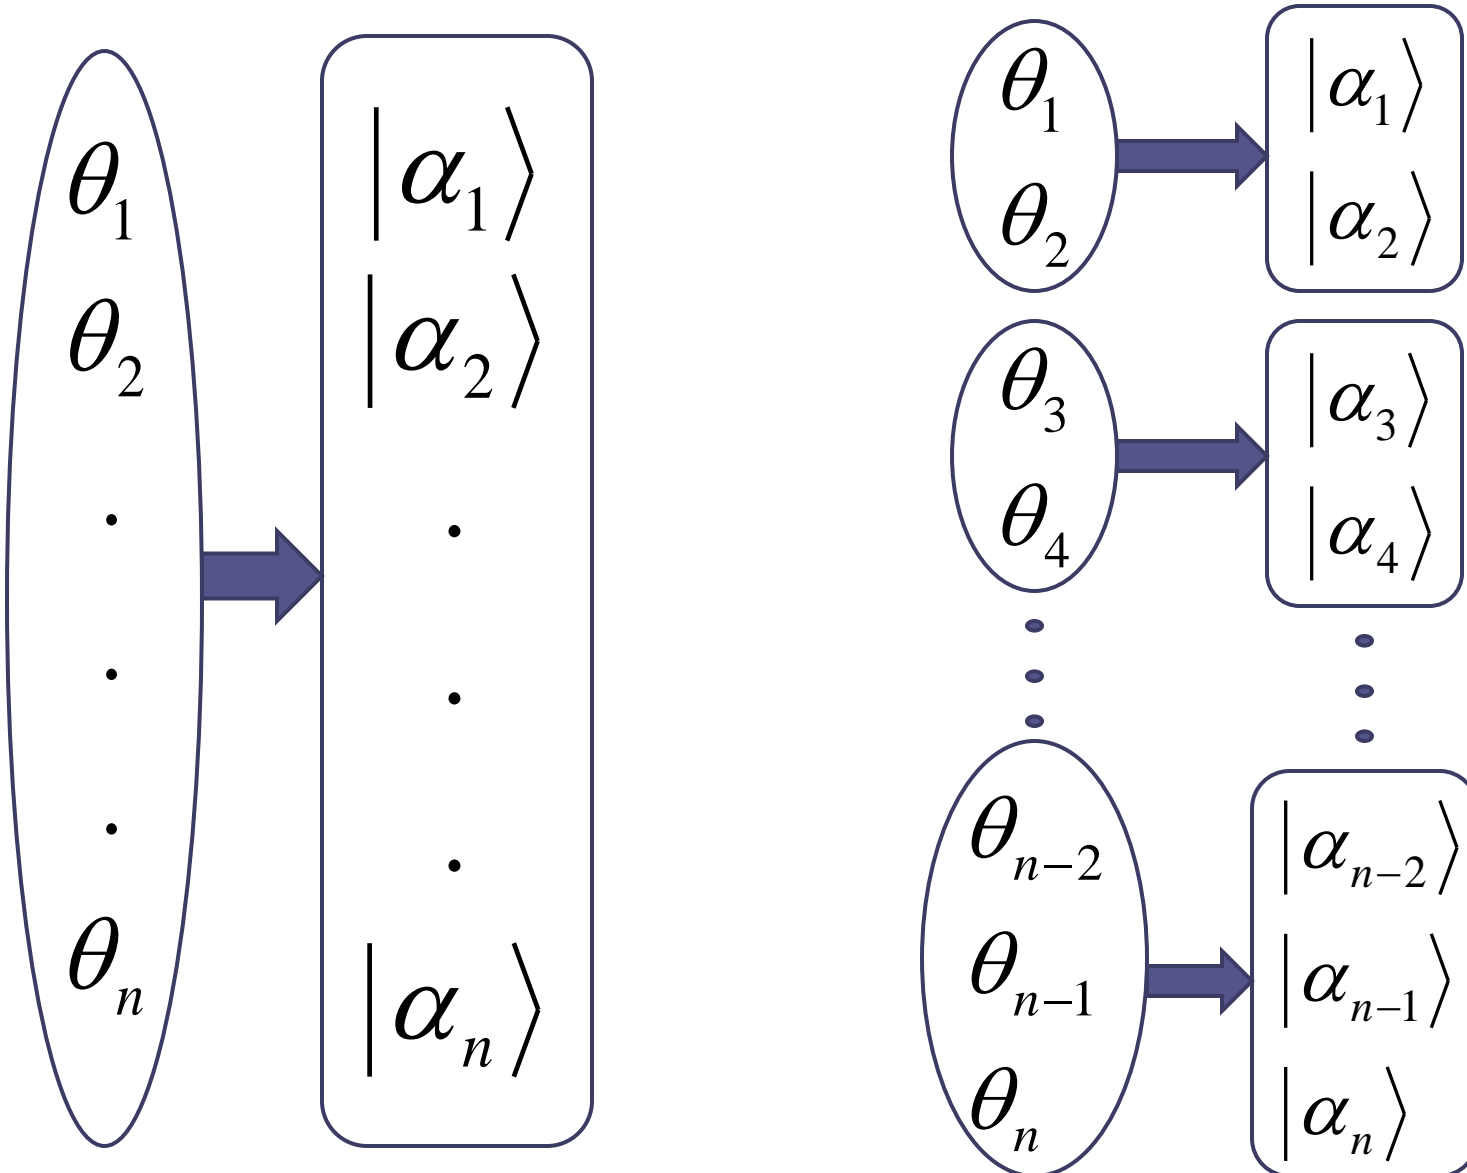 θ₁
θ₂
.
.
.
θₙ
|α₁⟩
|α₂⟩
.
.
.
|αₙ⟩
θ₁
θ₂
|α₁⟩
|α₂⟩
θ₃
θ₄
|α₃⟩
|α₄⟩
θₙ₋₂
θₙ₋₁
θₙ
|αₙ₋₂⟩
|αₙ₋₁⟩
|αₙ⟩